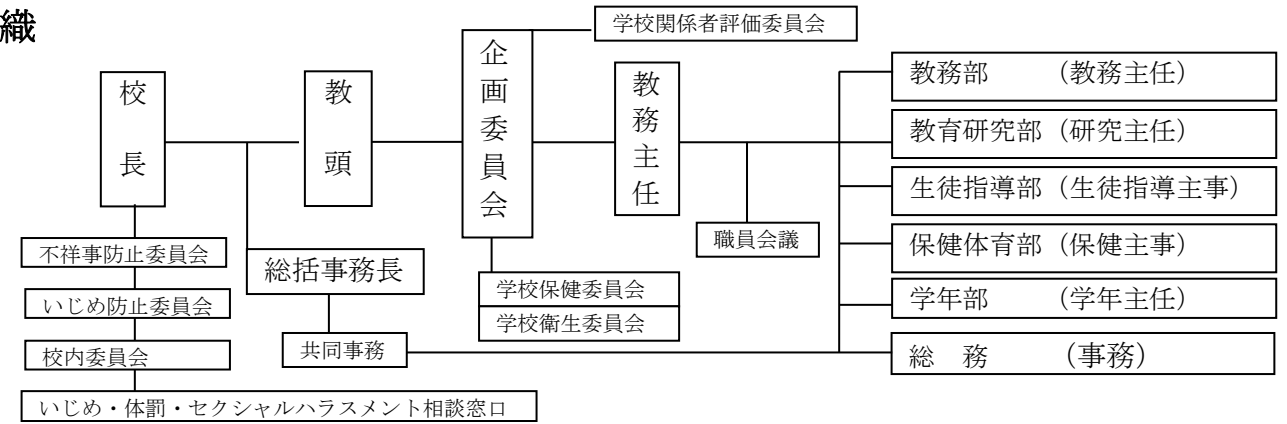 織
学校関係者評価委員会
校長
教頭
企画委員会
教務主任
教務部　　（教務主任）
教育研究部（研究主任）
生徒指導部（生徒指導主事）
保健体育部（保健主事）
学年部　　（学年主任）
総　務　　（事務）
職員会議
不祥事防止委員会
いじめ防止委員会
校内委員会
いじめ・体罰・セクシャルハラスメント相談窓口
総括事務長
共同事務
学校保健委員会
学校衛生委員会